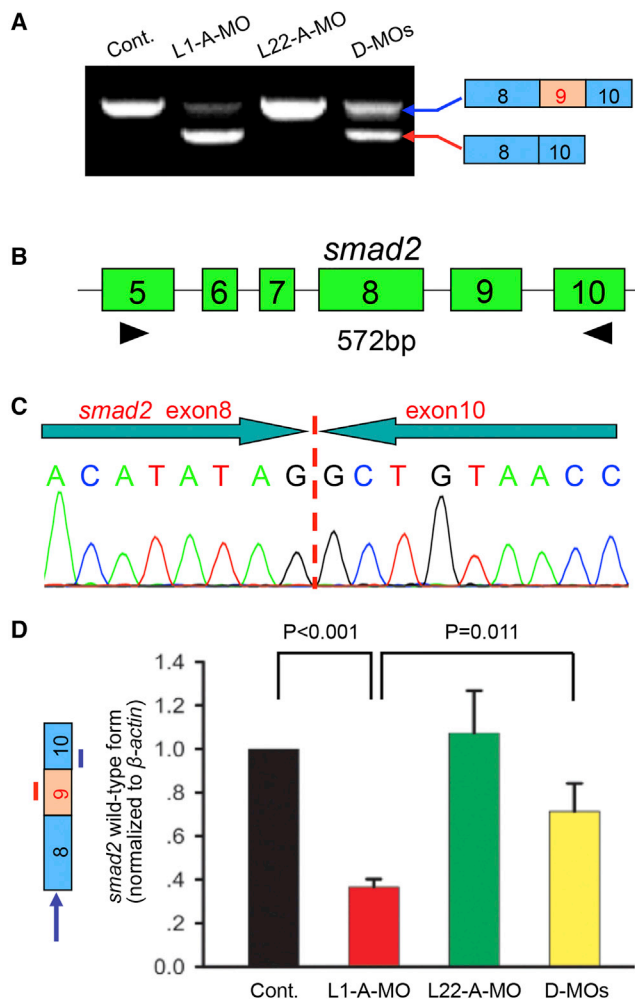 A
Cont.
L1-A-MO
L22-A-MO
D-MOs
8 9 10
8 10
B
smad2
5 6 7 8 9 10
572bp
C
smad2 exon8 exon10
A C A T A T A G G C T G T A A C C
D
P<0.001 P=0.011
10
9
8
smad2 wild-type form
(normalized to β-actin)
1.4
1.2
1.0
.8
.6
.4
.2
0.0
Cont. L1-A-MO L22-A-MO D-MOs